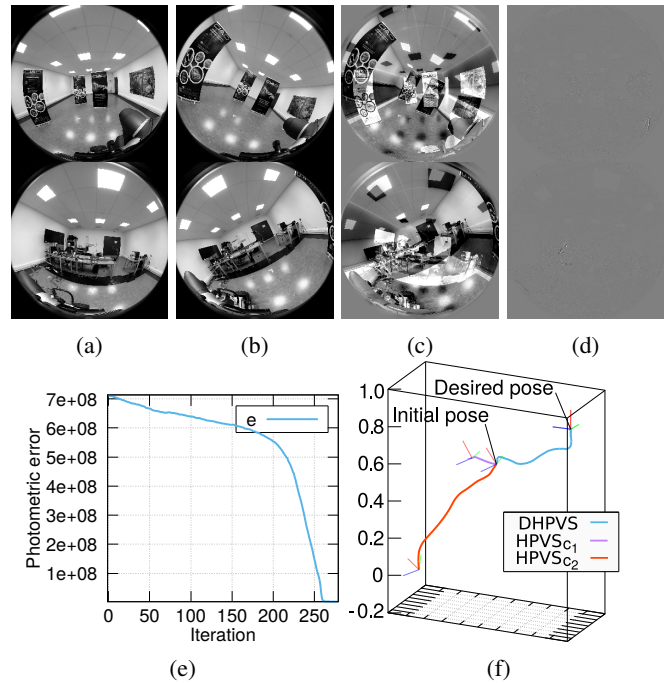 (a) (b) (c) (d)
7e+08
6e+08
5e+08
4e+08
3e+08
2e+08
1e+08
0 50 100 150 200 250
Photometric error
Iteration
e
(e)
1.0
0.8
0.6
0.4
0.2
0
-0.2
Desired pose
Initial pose
DHPVS
HPVSc1
HPVSc2
(f)